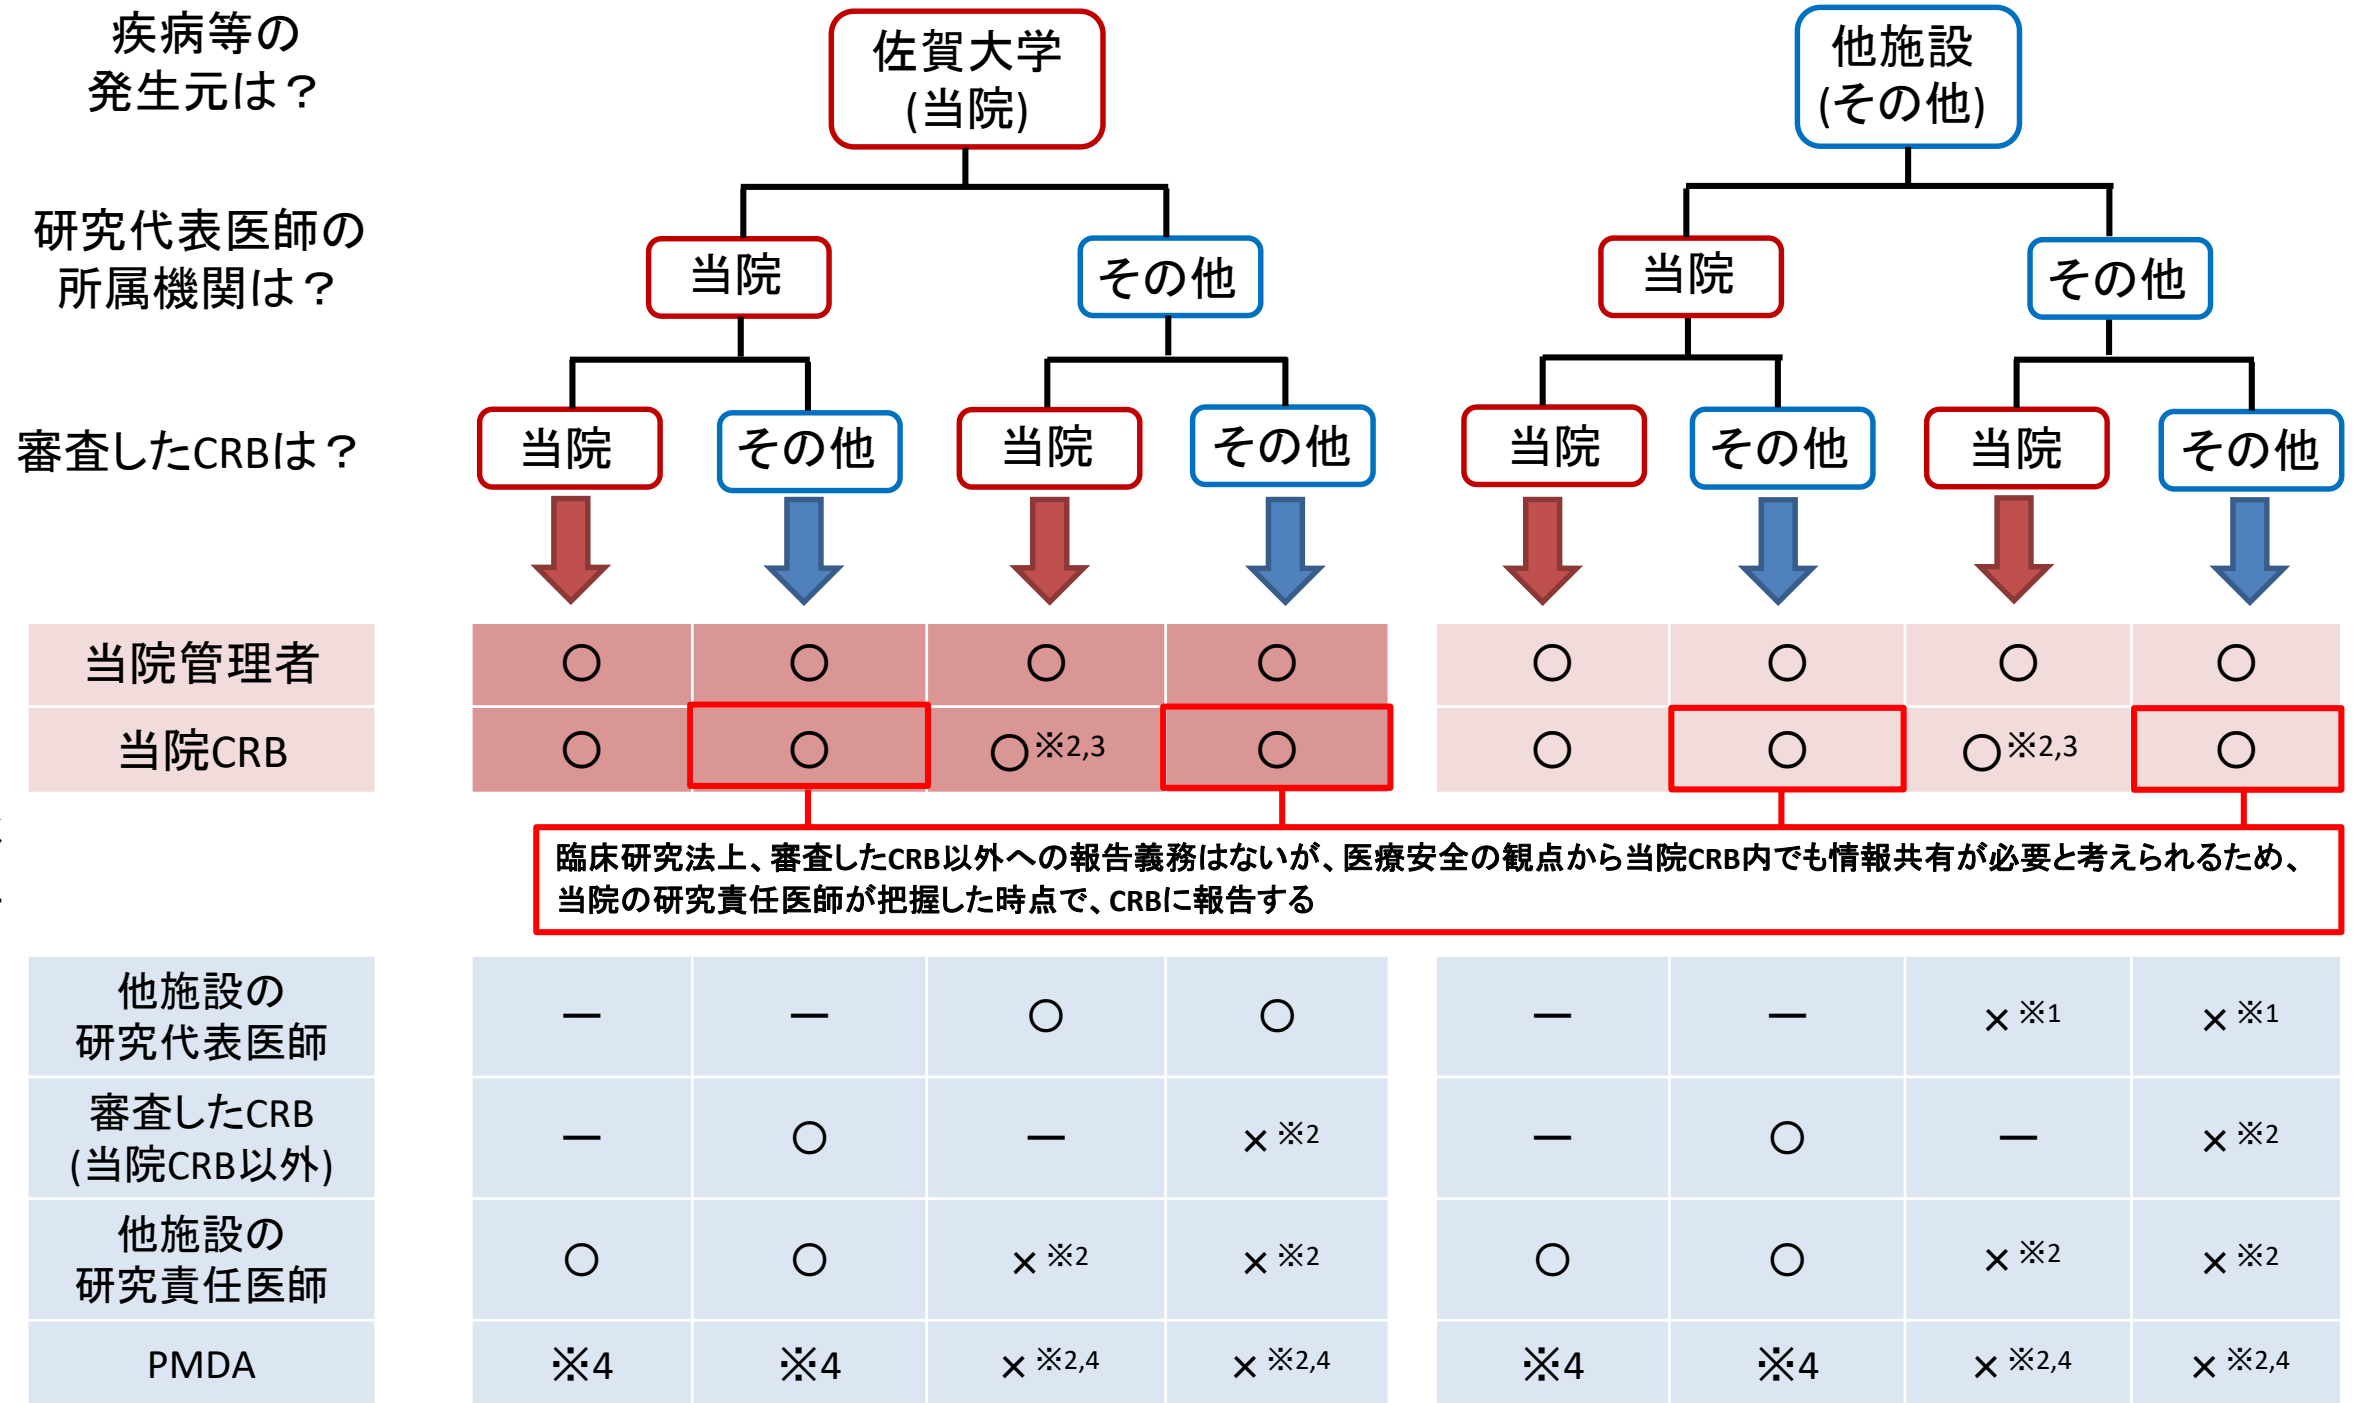 疾病等の
発生元は？
佐賀大学
(当院)
他施設
(その他)
研究代表医師の
所属機関は？
当院
その他
当院
その他
審査したCRBは？
当院
その他
当院
その他
当院
その他
当院
その他
当院管理者 ○ ○ ○ ○ ○ ○ ○ ○
当院CRB ○ ○ ○※2,3 ○ ○ ○ ○※2,3 ○
臨床研究法上、審査したCRB以外への報告義務はないが、医療安全の観点から当院CRB内でも情報共有が必要と考えられるため、
当院の研究責任医師が把握した時点で、CRBに報告する
他施設の
研究代表医師
－ － ○ ○ － － ×※1 ×※1
審査したCRB
(当院CRB以外)
－ ○ － ×※2 － ○ － ×※2
他施設の
研究責任医師
○ ○ ×※2 ×※2 ○ ○ ×※2 ×※2
PMDA ※4 ※4 ×※2,4 ×※2,4 ※4 ※4 ×※2,4 ×※2,4